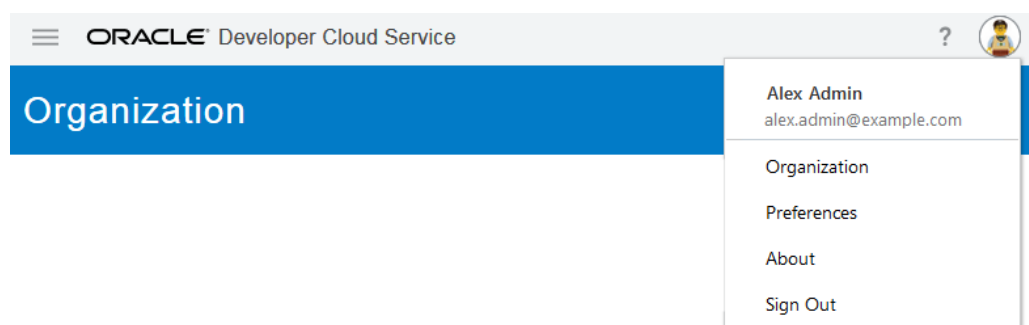 ORACLE® Developer Cloud Service
?
Organization
Alex Admin
alex.admin@example.com
Organization
Preferences
About
Sign Out